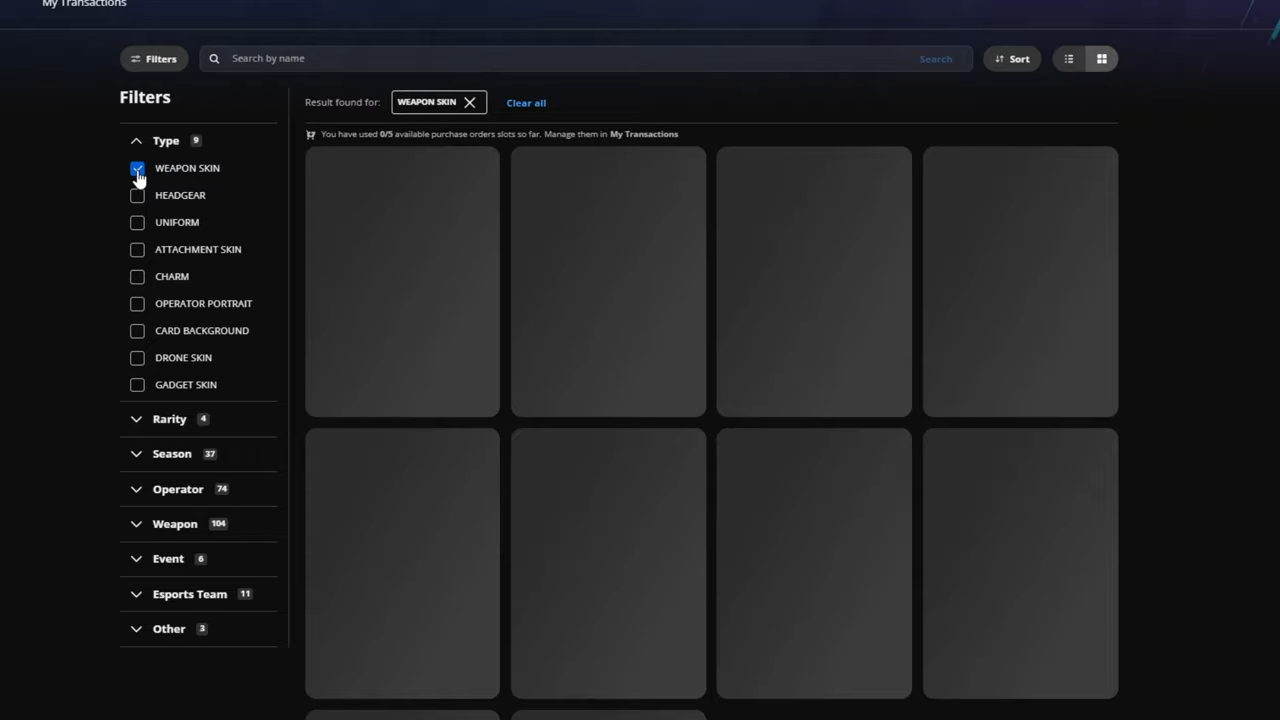 My Transactions
Filters
Search by name
Search
Sort
Filters
Result found for: WEAPON SKIN Clear all
You have used 0/5 available purchase orders slots so far. Manage them in My Transactions
Type 9
WEAPON SKIN
HEADGEAR
UNIFORM
ATTACHMENT SKIN
CHARM
OPERATOR PORTRAIT
CARD BACKGROUND
DRONE SKIN
GADGET SKIN
Rarity 4
Season 37
Operator 74
Weapon 104
Event 6
Esports Team 11
Other 3